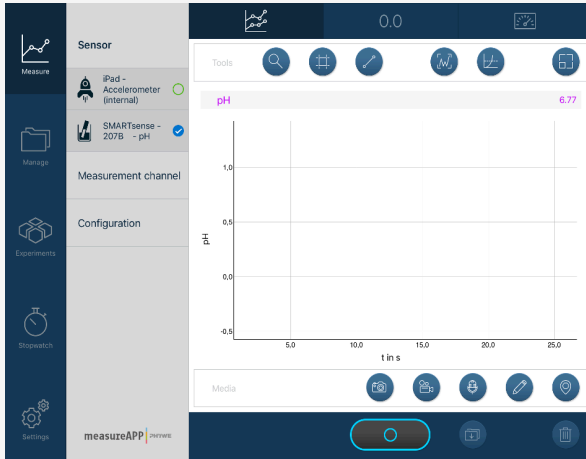 0.0
Measure
Manage
Experiments
Stopwatch
Settings
Sensor
iPad -
Accelerometer
(internal)
SMARTsense -
207B - pH
Measurement channel
Configuration
measureAPP PHYWE
Tools
pH 6.77
pH
1,0
0,5
0,0
-0,5
5,0 10,0 15,0 20,0 25,0
t in s
Media